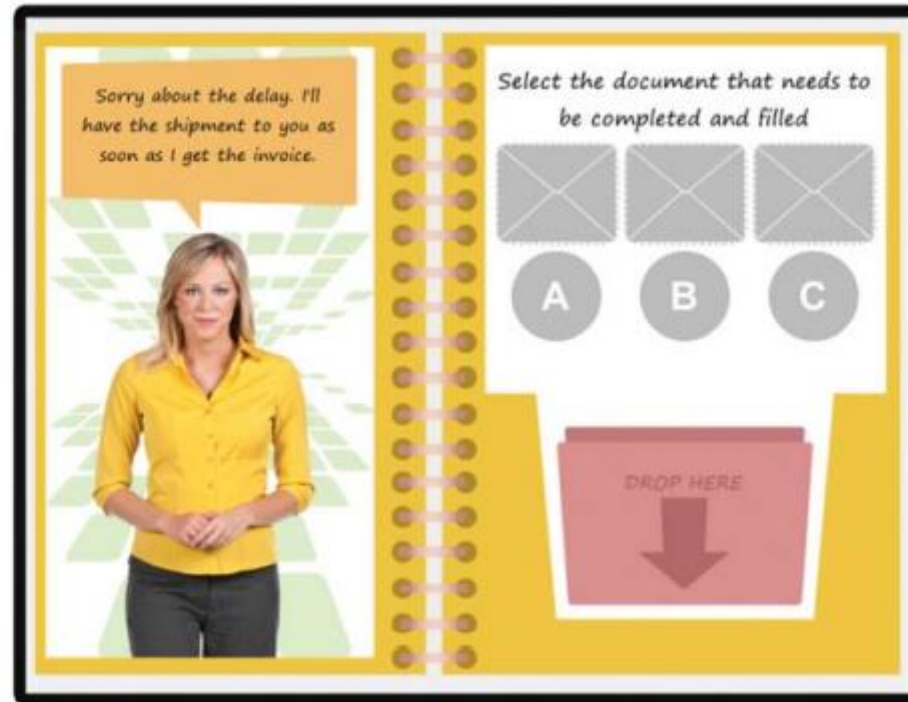 Sorry about the delay. I'll
have the shipment to you as
soon as I get the invoice.
Select the document that needs to
be completed and filled
A B C
DROP HERE